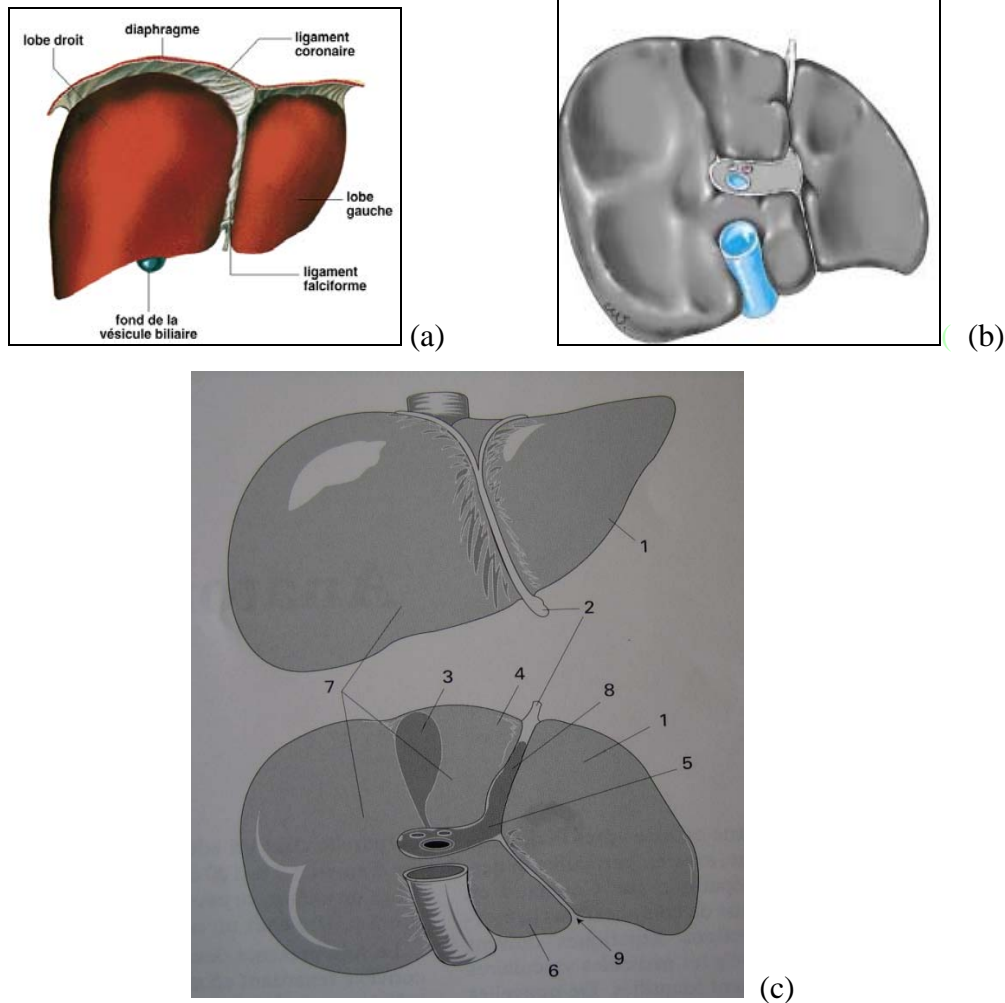 diaphragme
lobe droit
ligament
coronaire
lobe
gauche
ligament
falciforme
fond de la
vésicule biliaire
(a)
( (b)
1
2
7
3
4
8
1
5
6
9
(c)